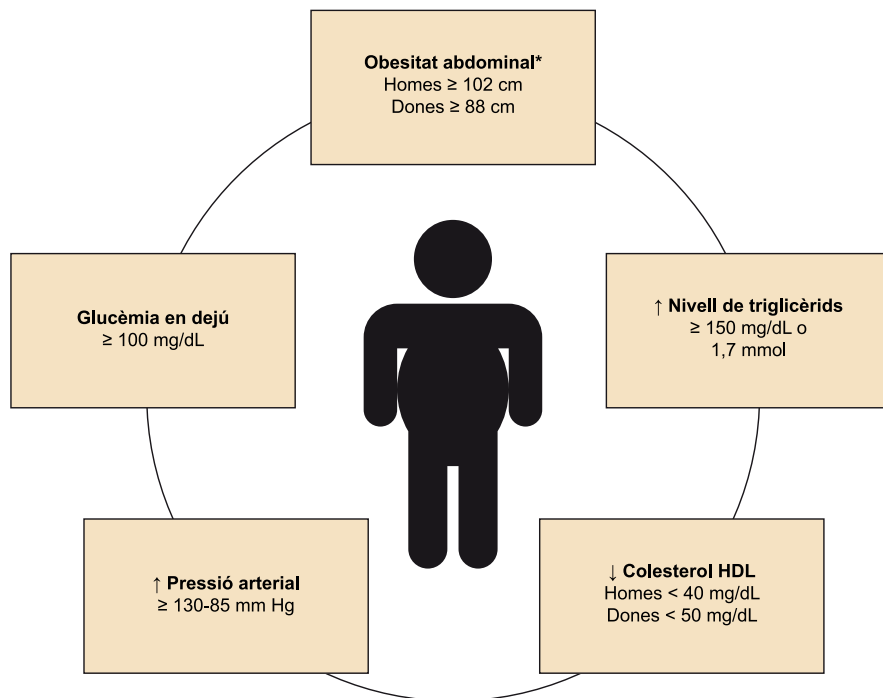 Obesitat abdominal*
Homes ≥ 102 cm
Dones ≥ 88 cm
Glucèmia en dejú
≥ 100 mg/dL
↑ Nivell de triglicèrids
≥ 150 mg/dL o
1,7 mmol
↑ Pressió arterial
≥ 130-85 mm Hg
↓ Colesterol HDL
Homes < 40 mg/dL
Dones < 50 mg/dL